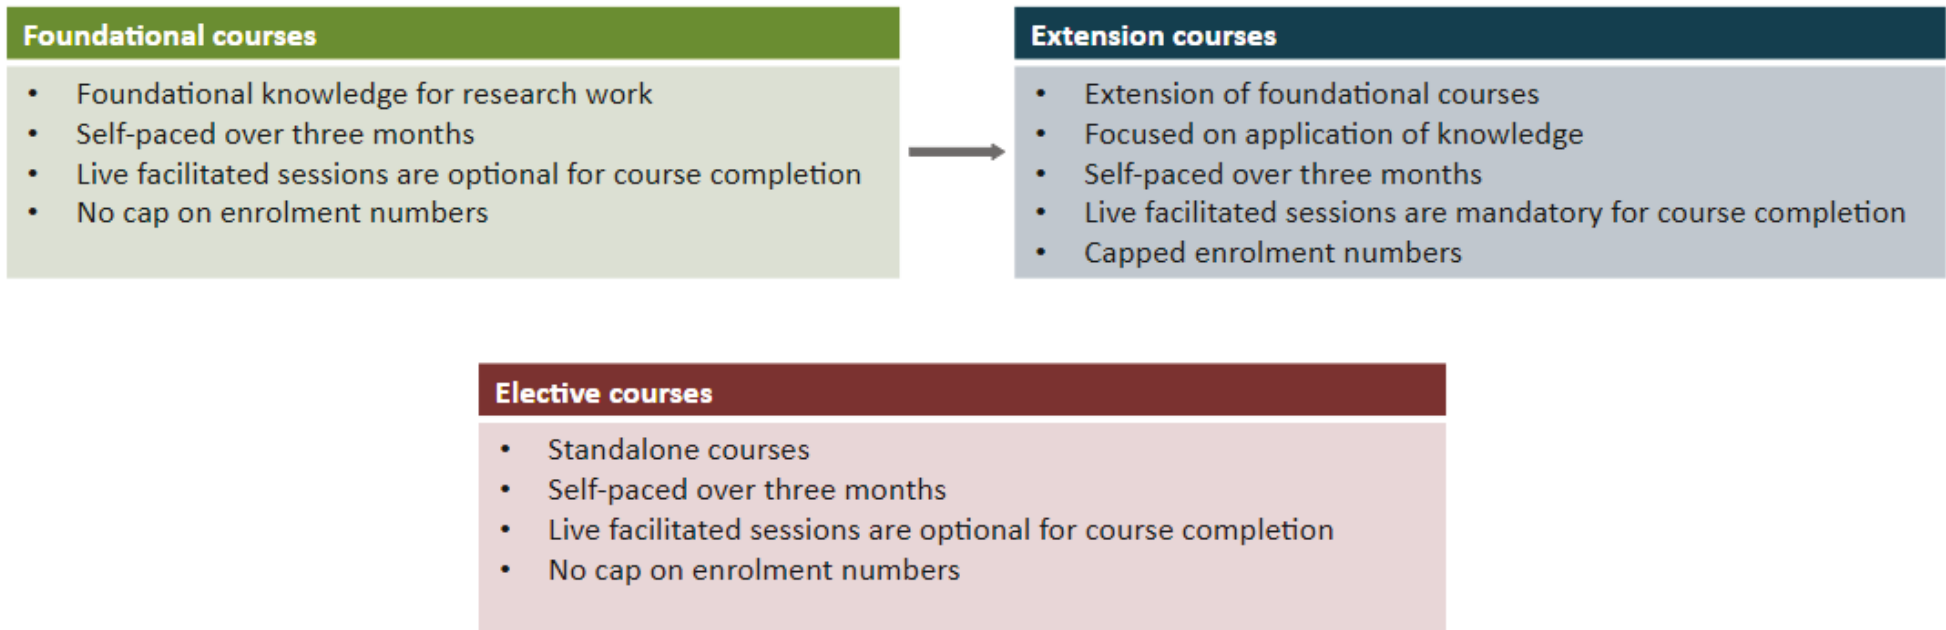 Foundational courses
• Foundational knowledge for research work
• Self-paced over three months
• Live facilitated sessions are optional for course completion
• No cap on enrolment numbers
Extension courses
• Extension of foundational courses
• Focused on application of knowledge
• Self-paced over three months
• Live facilitated sessions are mandatory for course completion
• Capped enrolment numbers
Elective courses
• Standalone courses
• Self-paced over three months
• Live facilitated sessions are optional for course completion
• No cap on enrolment numbers